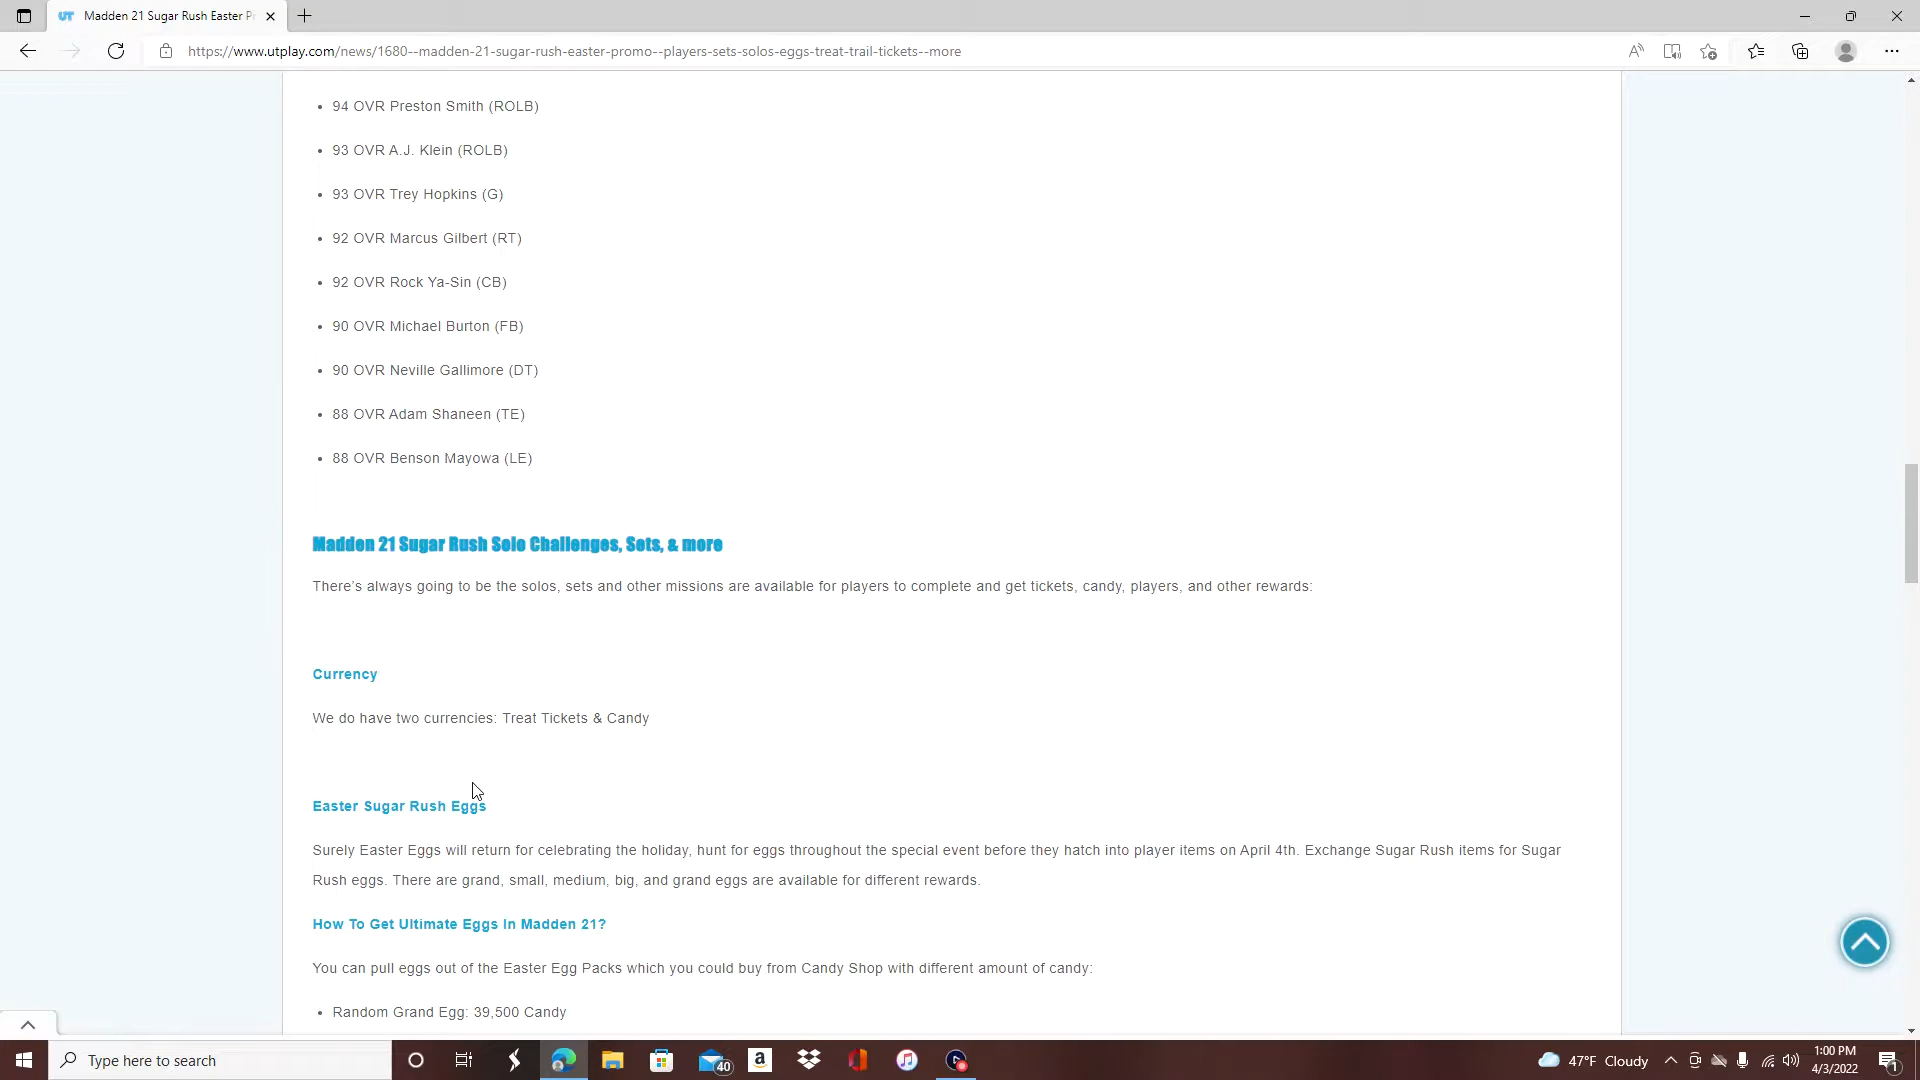 Madden 21 Sugar Rush Easter Pr
https://www.utplay.com/news/1680--madden-21-sugar-rush-easter-promo--players-sets-solos-eggs-treat-trail-tickets--more
• 94 OVR Preston Smith (ROLB)
• 93 OVR A.J. Klein (ROLB)
• 93 OVR Trey Hopkins (G)
• 92 OVR Marcus Gilbert (RT)
• 92 OVR Rock Ya-Sin (CB)
• 90 OVR Michael Burton (FB)
• 90 OVR Neville Gallimore (DT)
• 88 OVR Adam Shaneen (TE)
• 88 OVR Benson Mayowa (LE)
Madden 21 Sugar Rush Solo Challenges, Sets, & more
There's always going to be the solos, sets and other missions are available for players to complete and get tickets, candy, players, and other rewards:
Currency
We do have two currencies: Treat Tickets & Candy
Easter Sugar Rush Eggs
Surely Easter Eggs will return for celebrating the holiday, hunt for eggs throughout the special event before they hatch into player items on April 4th. Exchange Sugar Rush items for Sugar
Rush eggs. There are grand, small, medium, big, and grand eggs are available for different rewards.
How To Get Ultimate Eggs In Madden 21?
You can pull eggs out of the Easter Egg Packs which you could buy from Candy Shop with different amount of candy:
• Random Grand Egg: 39,500 Candy
Type here to search
40
47°F Cloudy
1:00 PM
4/3/2022
1